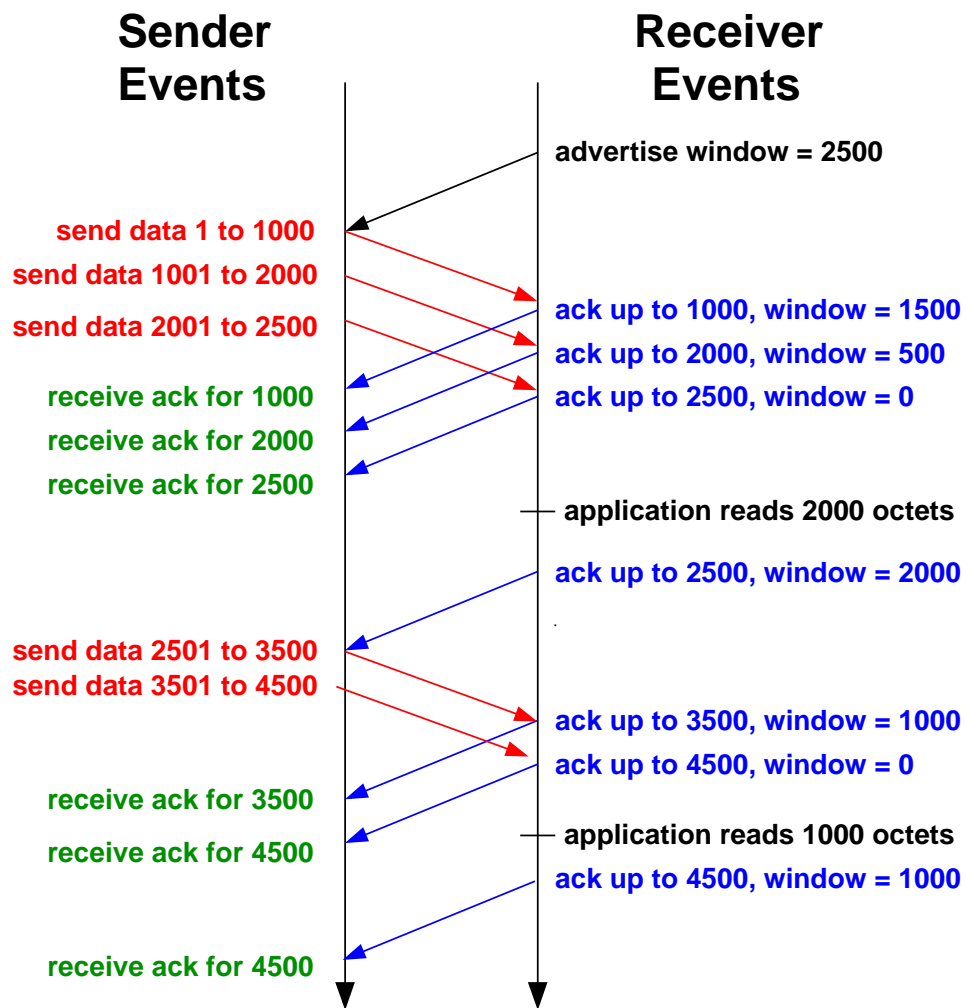 Sender
Events
Receiver
Events
advertise window = 2500
send data 1 to 1000
send data 1001 to 2000
send data 2001 to 2500
ack up to 1000, window = 1500
ack up to 2000, window = 500
ack up to 2500, window = 0
receive ack for 1000
receive ack for 2000
receive ack for 2500
application reads 2000 octets
ack up to 2500, window = 2000
send data 2501 to 3500
send data 3501 to 4500
ack up to 3500, window = 1000
ack up to 4500, window = 0
receive ack for 3500
receive ack for 4500
application reads 1000 octets
ack up to 4500, window = 1000
receive ack for 4500